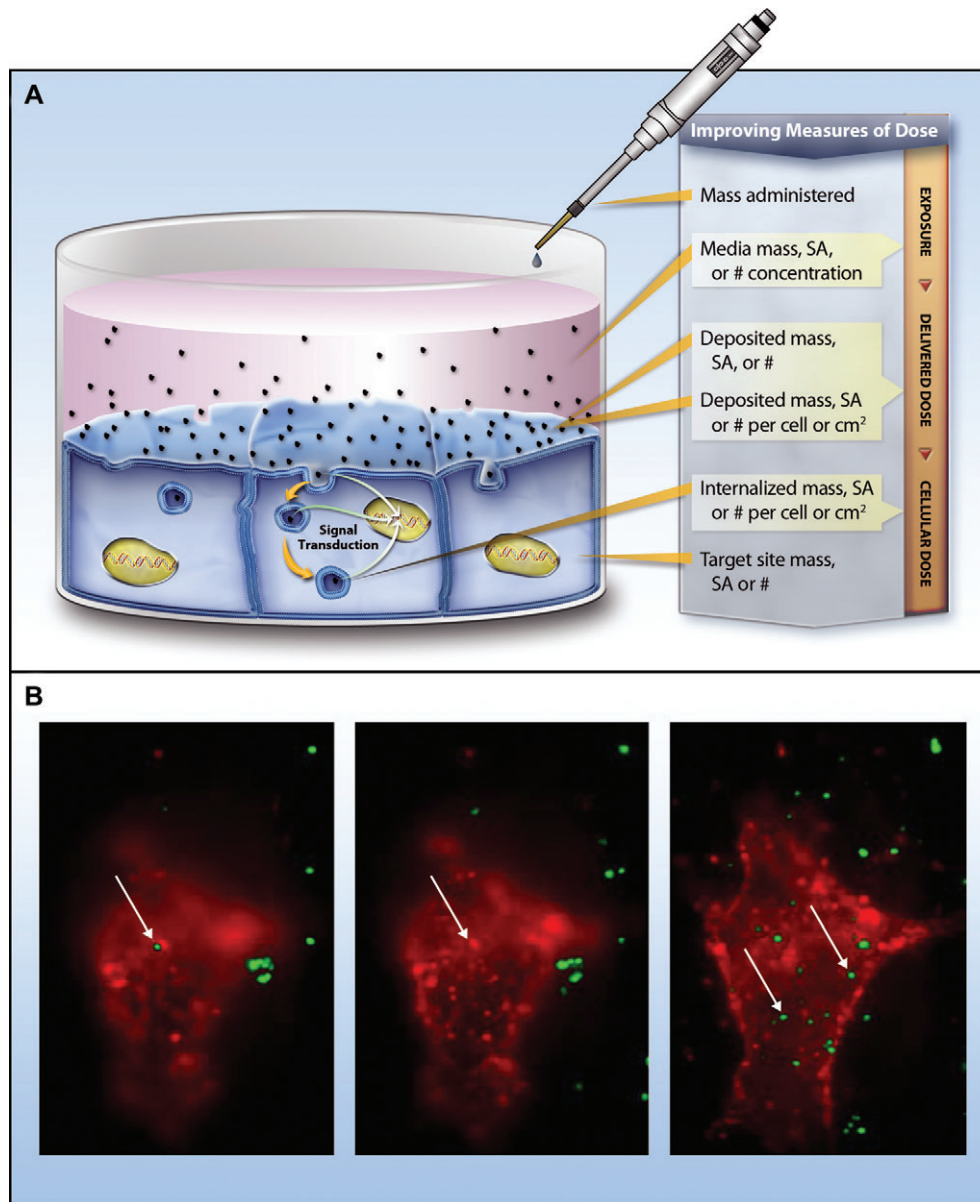 A
Improving Measures of Dose
Mass administered
Media mass, SA,
or # concentration
Deposited mass,
SA, or #
Deposited mass, SA
or # per cell or cm²
Internalized mass, SA
or # per cell or cm²
Target site mass,
SA or #
EXPOSURE
DELIVERED DOSE
CELLULAR DOSE
Signal
Transduction
B